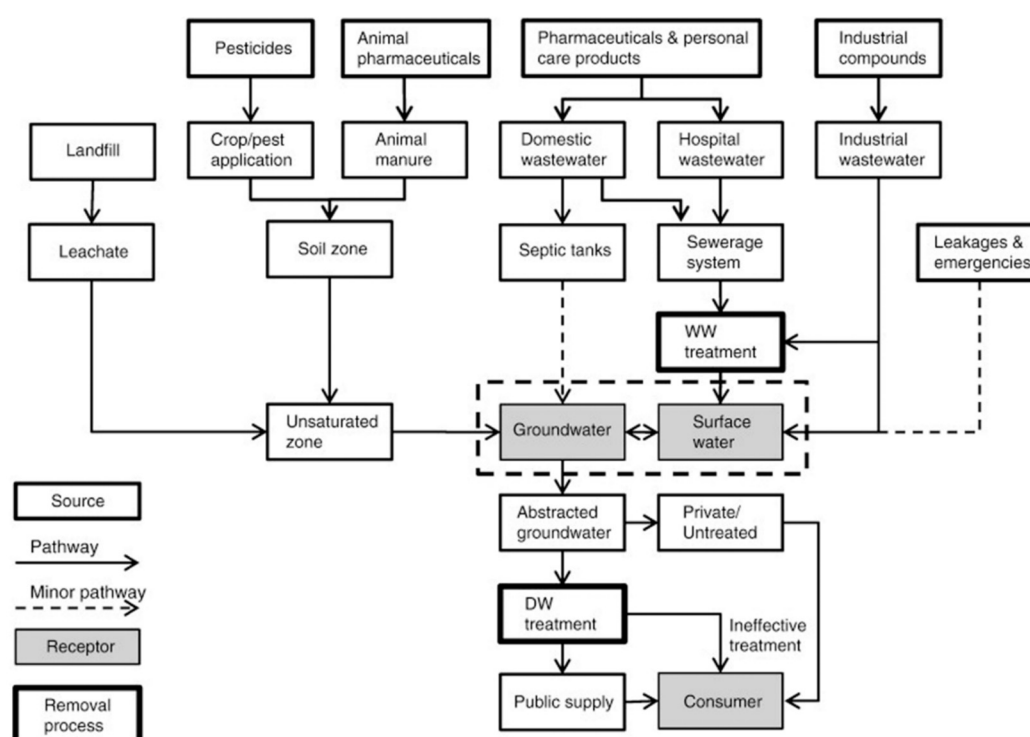 Pesticides
Animal
pharmaceuticals
Pharmaceuticals & personal
care products
Industrial
compounds
Landfill
Crop/pest
application
Animal
manure
Domestic
wastewater
Hospital
wastewater
Industrial
wastewater
Leachate
Soil zone
Septic tanks
Sewerage
system
Leakages &
emergencies
WW
treatment
Unsaturated
zone
Groundwater
Surface
water
Source
Pathway
Minor pathway
Receptor
Removal
process
Abstracted
groundwater
Private/
Untreated
DW
treatment
Ineffective
treatment
Public supply
Consumer